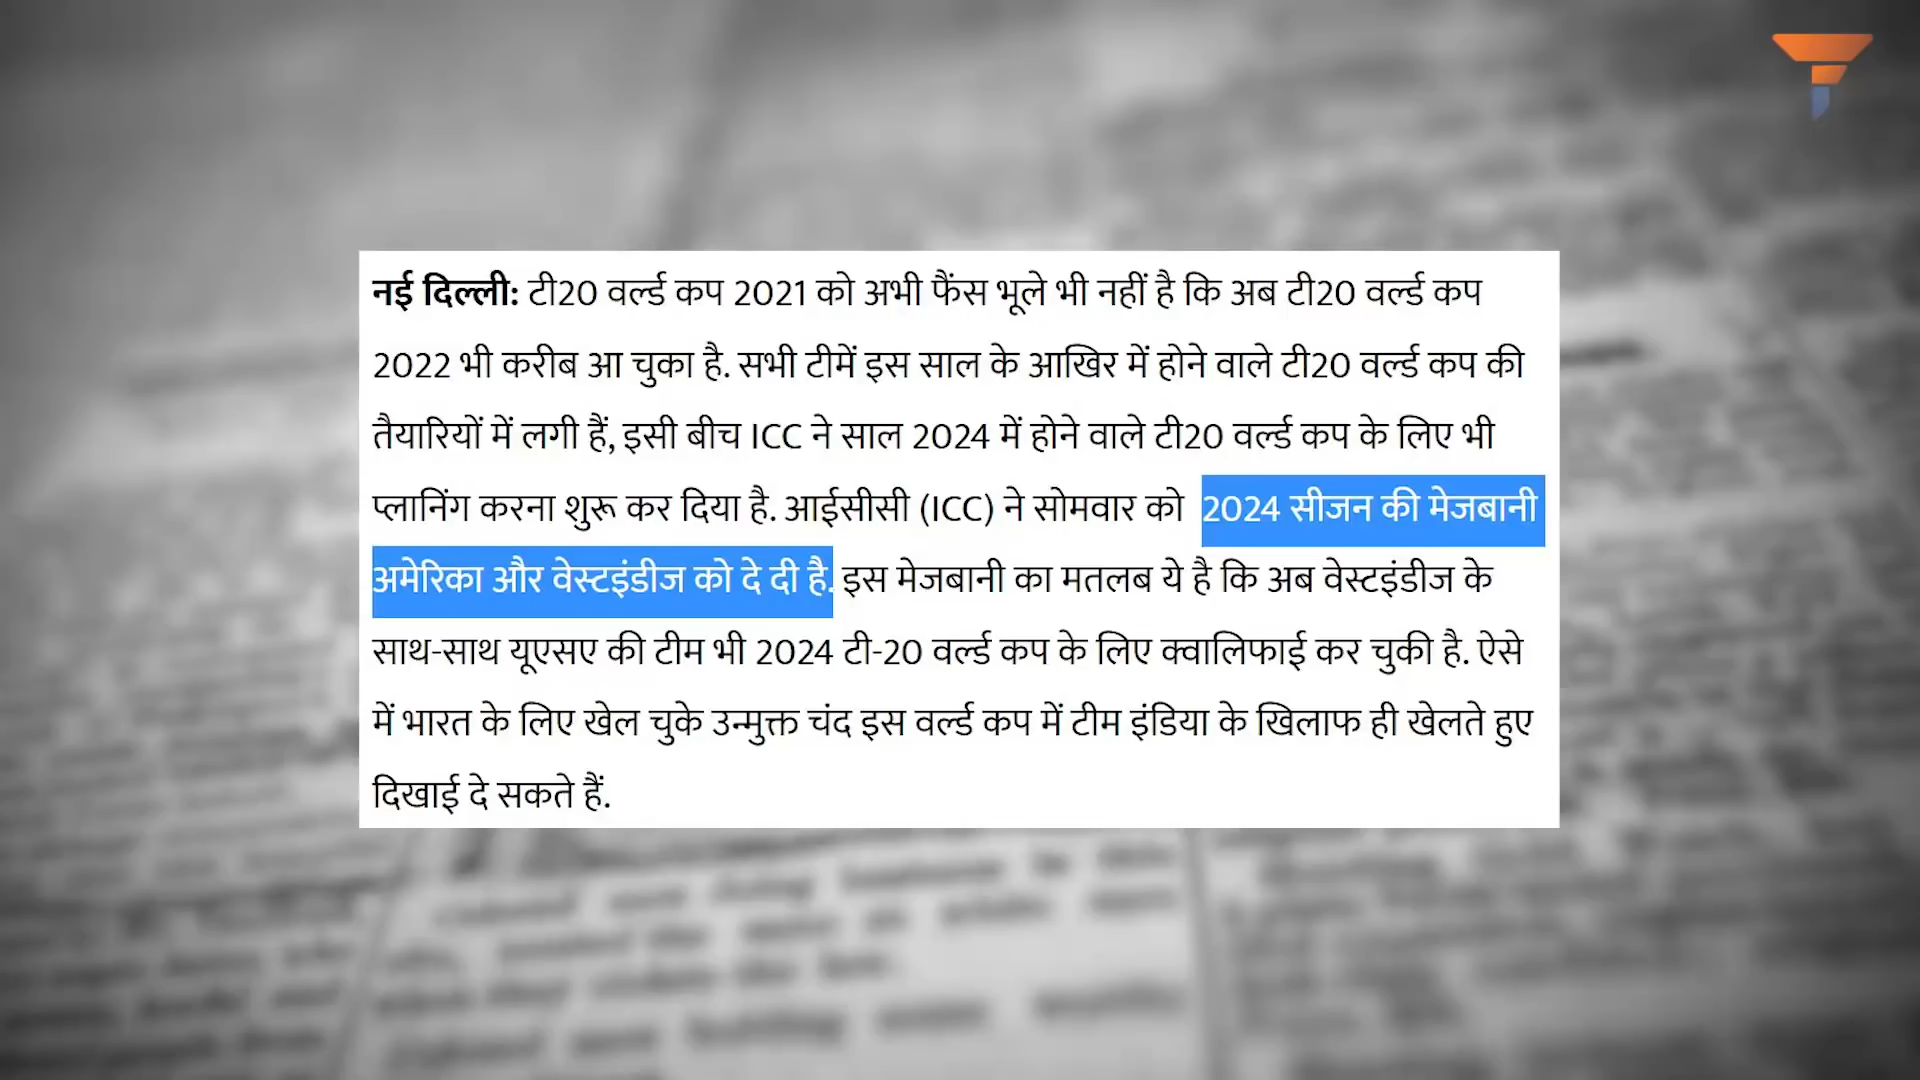 नई दिल्ली: टी20 वर्ल्ड कप 2021 को अभी फैंस भूले भी नहीं है कि अब टी20 वर्ल्ड कप
2022 भी करीब आ चुका है. सभी टीमें इस साल के आखिर में होने वाले टी20 वर्ल्ड कप की
तैयारियों में लगी हैं, इसी बीच ICC ने साल 2024 में होने वाले टी20 वर्ल्ड कप के लिए भी
प्लानिंग करना शुरू कर दिया है. आईसीसी (ICC) ने सोमवार को 2024 सीजन की मेजबानी
अमेरिका और वेस्टइंडीज को दे दी है. इस मेजबानी का मतलब ये है कि अब वेस्टइंडीज के
साथ-साथ यूएसए की टीम भी 2024 टी-20 वर्ल्ड कप के लिए क्वालिफाई कर चुकी है. ऐसे
में भारत के लिए खेल चुके उन्मुक्त चंद इस वर्ल्ड कप में टीम इंडिया के खिलाफ ही खेलते हुए
दिखाई दे सकते हैं.